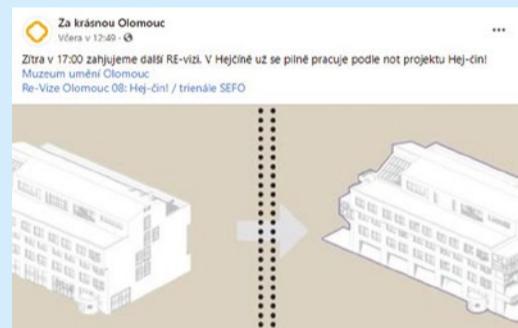 Za krásnou Olomouc
Včera v 12:49 ·
Zítra v 17:00 zahjujeme další RE-vizi. V Hejčíně už se pilně pracuje podle not projektu Hej-čin!
Muzeum umění Olomouc
Re-Vize Olomouc 08: Hej-čin! / trienále SEFO